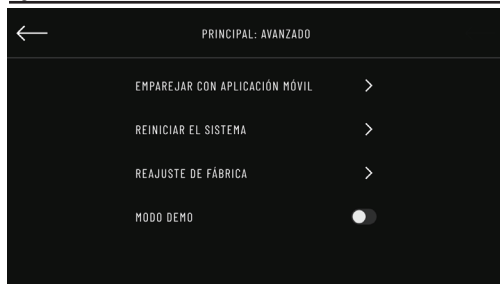 PRINCIPAL: AVANZADO
EMPAREJAR CON APLICACIÓN MÓVIL
REINICIAR EL SISTEMA
REAJUSTE DE FÁBRICA
MODO DEMO